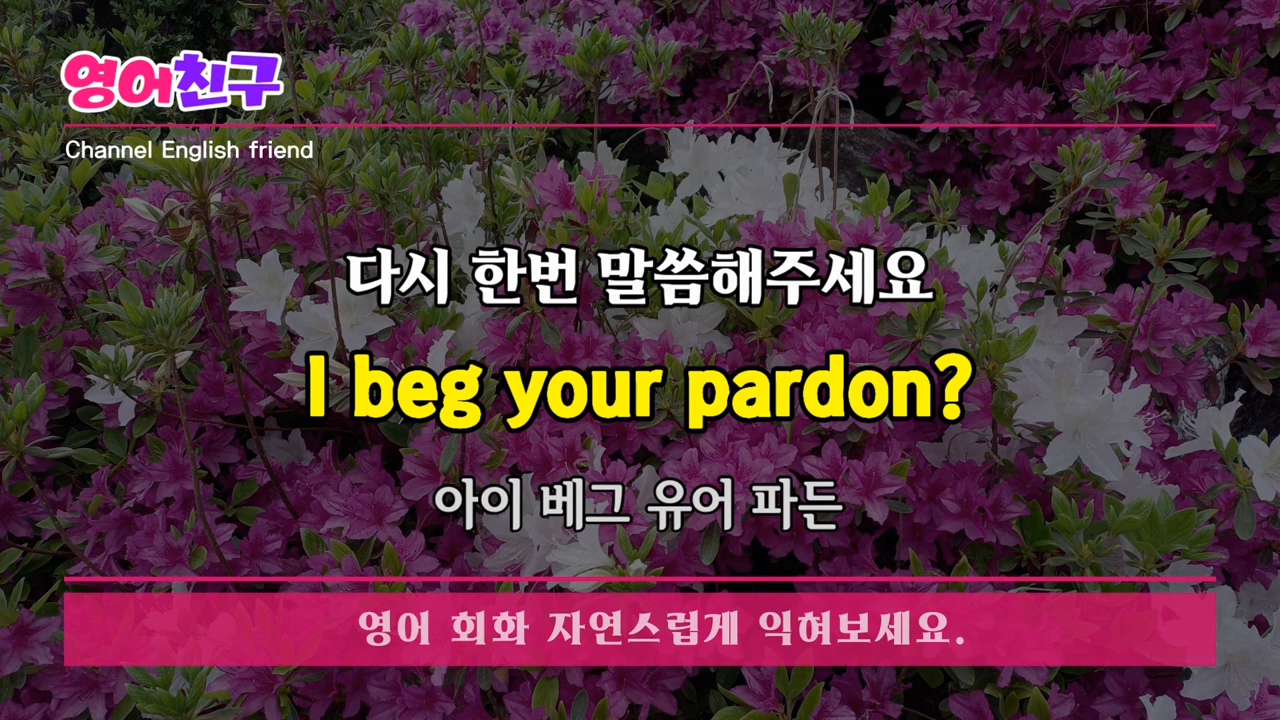 영어친구
Channel English friend
다시 한번 말씀해주세요
I beg your pardon?
아이 베그 유어 파든
영어 회화 자연스럽게 익혀보세요.